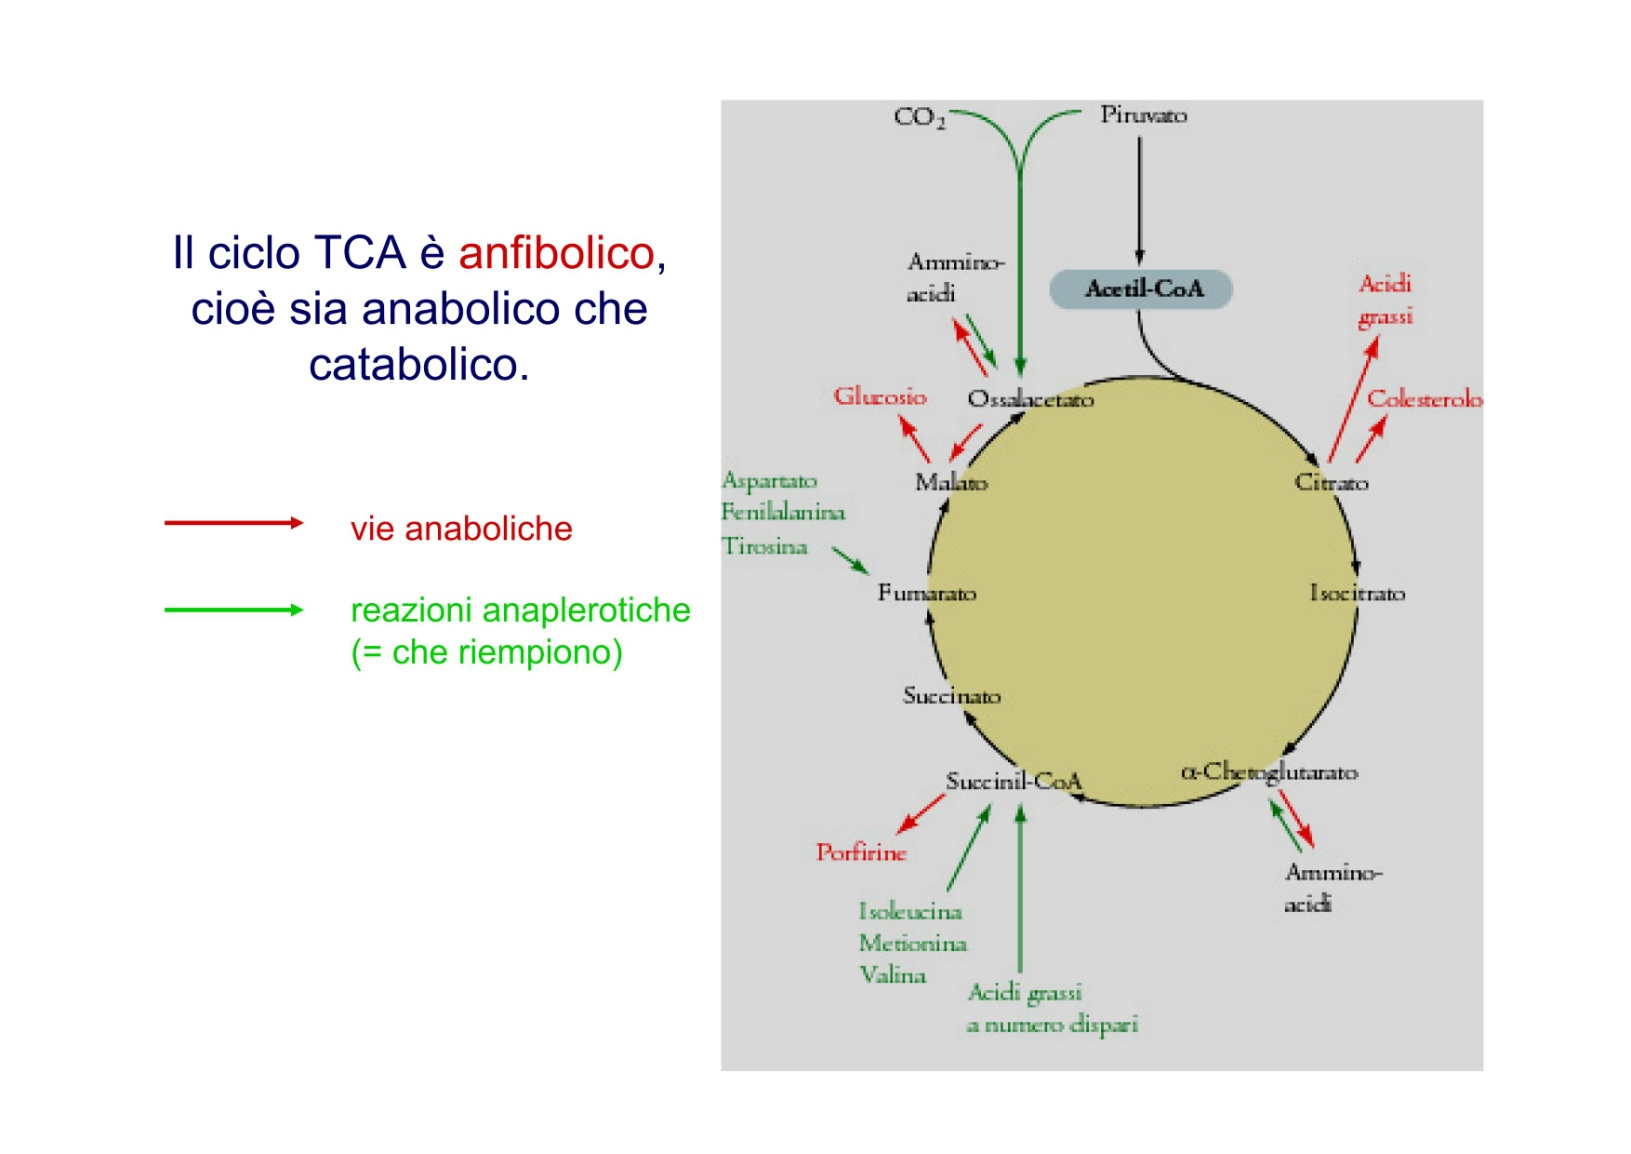 Il ciclo TCA è anfibolico,
cioè sia anabolico che
catabolico.
vie anaboliche
reazioni anaplerotiche
(= che riempiono)
CO2
Piruvato
Ammino-
acidi
Acetil-CoA
Acidi
grassi
Glucosio
Ossalacetato
Colesterolo
Aspartato
Fenilalanina
Tirosina
Malato
Citrato
Fumarato
Isocitrato
Succinato
Succinil-CoA
α-Chetoglutarato
Porfirine
Ammino-
acidi
Isoleucina
Metionina
Valina
Acidi grassi
a numero dispari